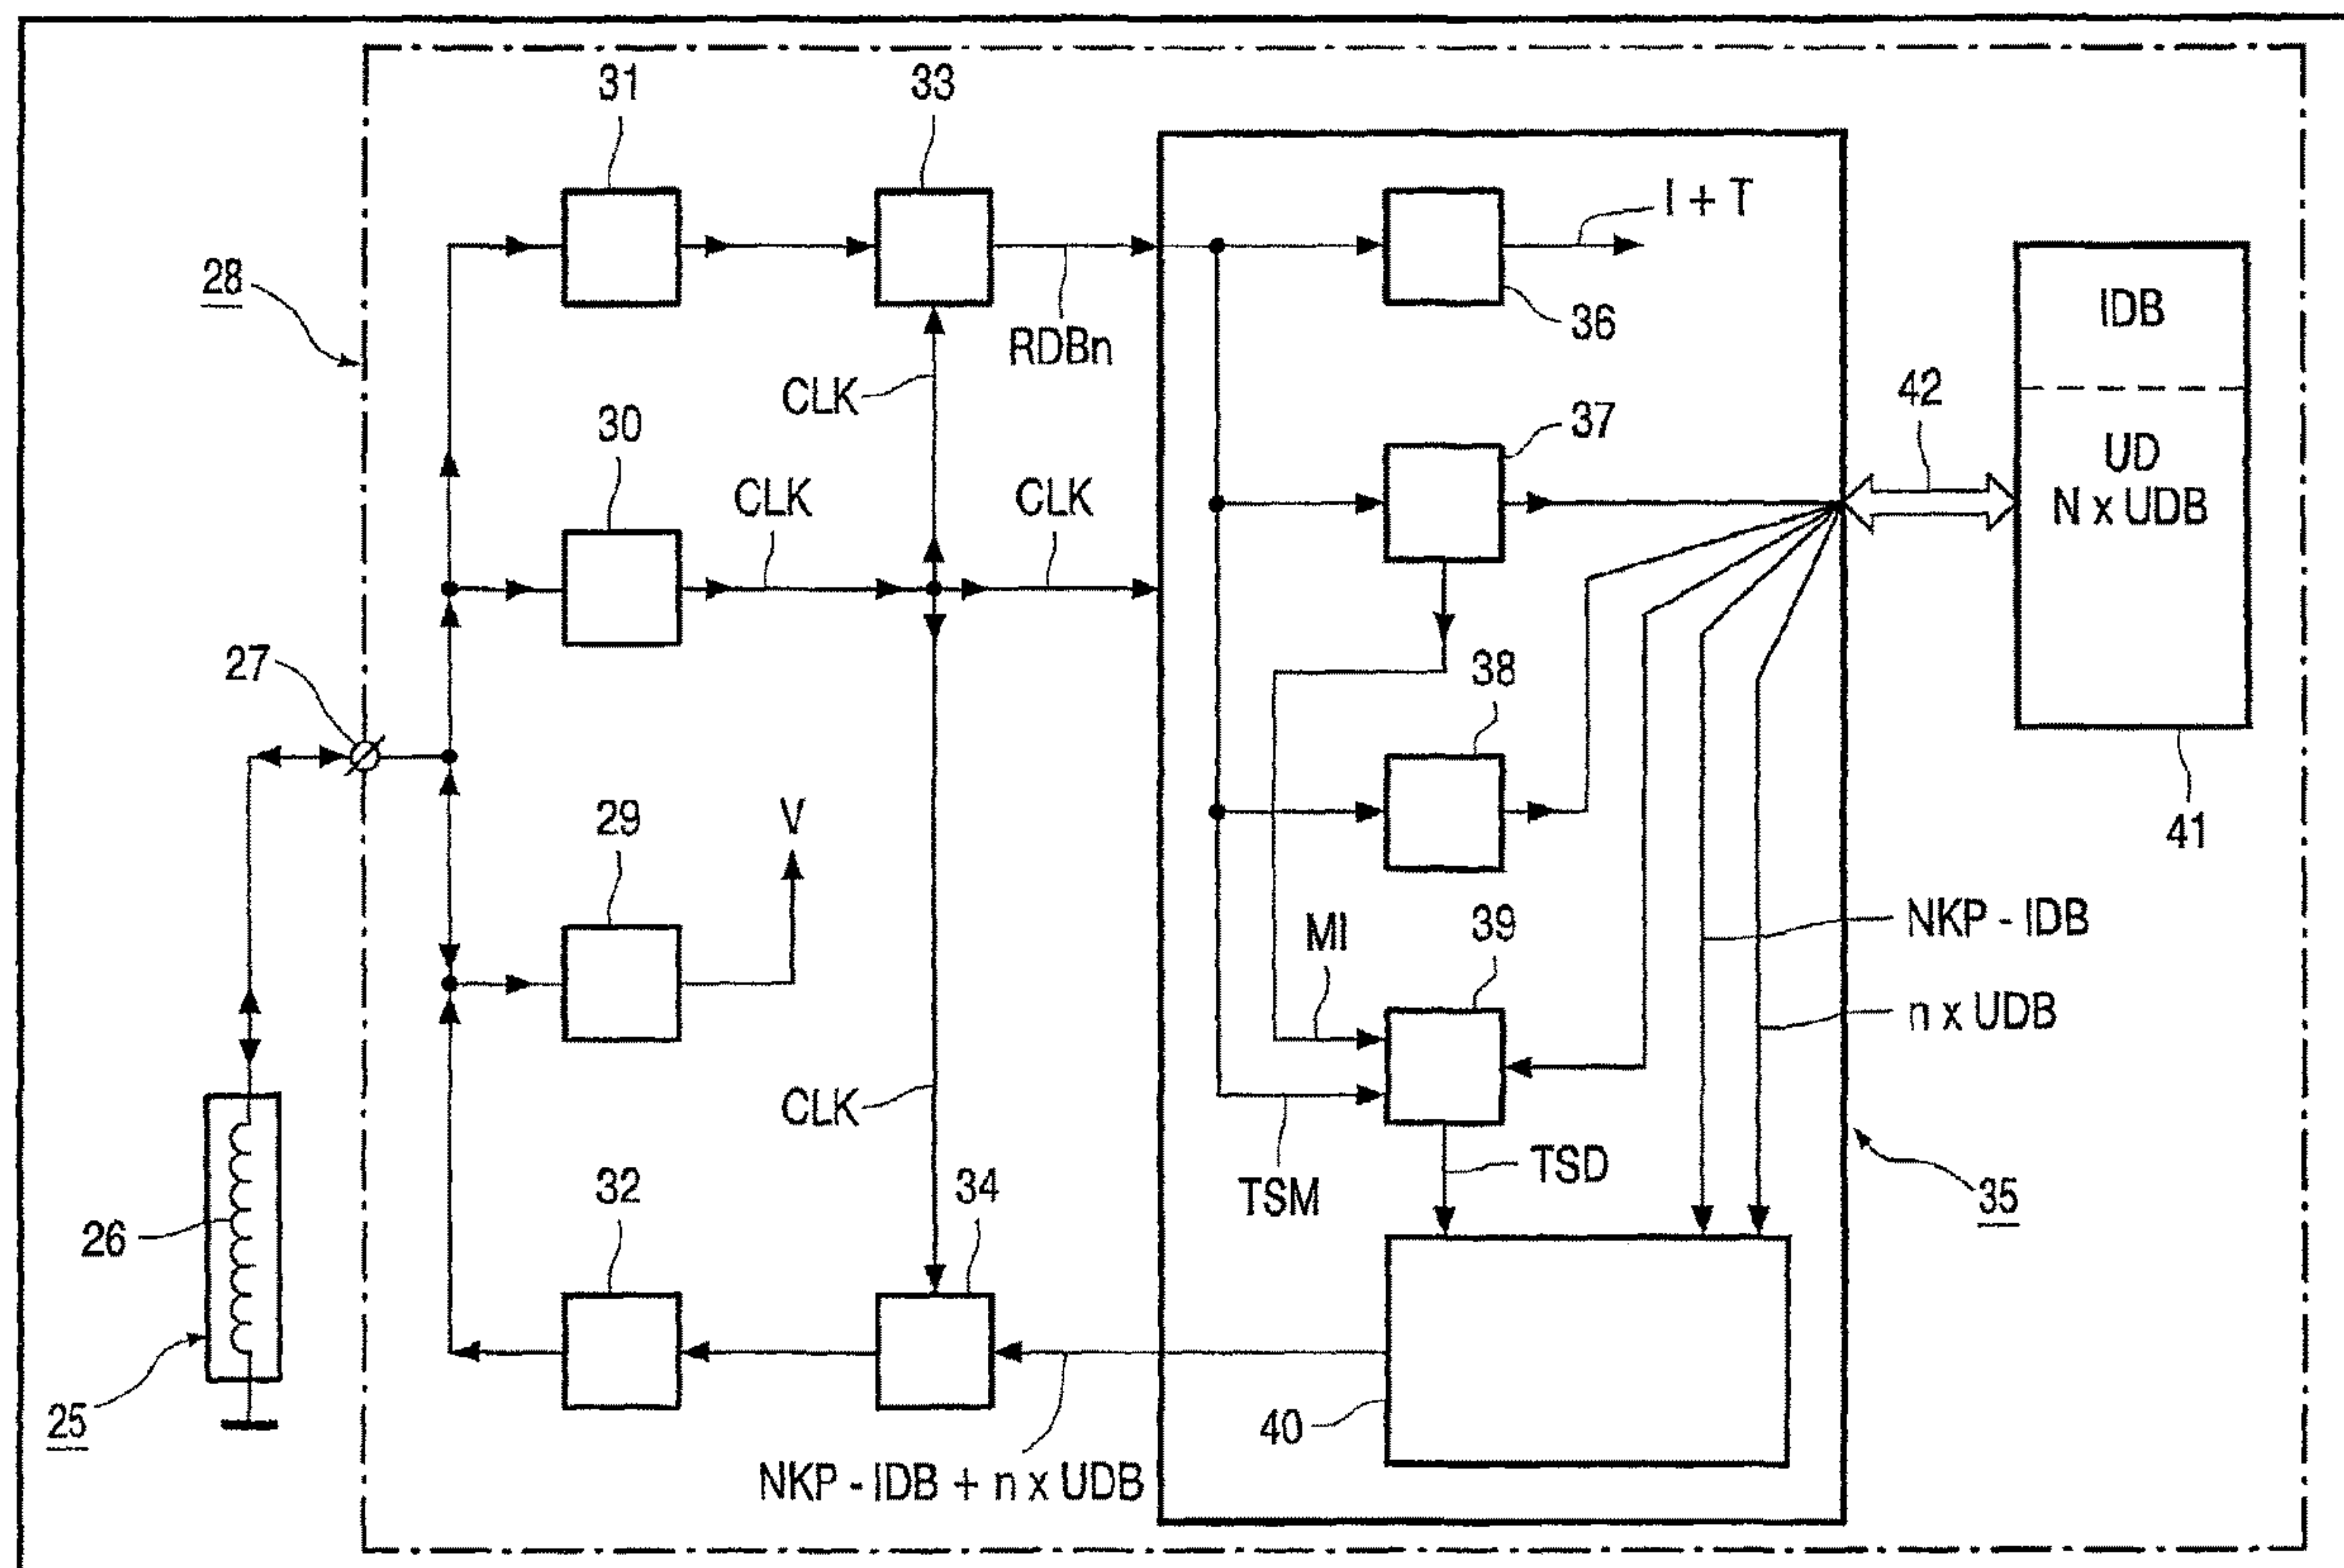 31
33
I + T
28
36
IDB
RDBn
CLK
42
37
30
UD
N x UDB
CLK
CLK
27
38
29
V
41
MI
39
NKP - IDB
n x UDB
CLK
TSD
32
34
TSM
35
26
25
40
NKP - IDB + n x UDB